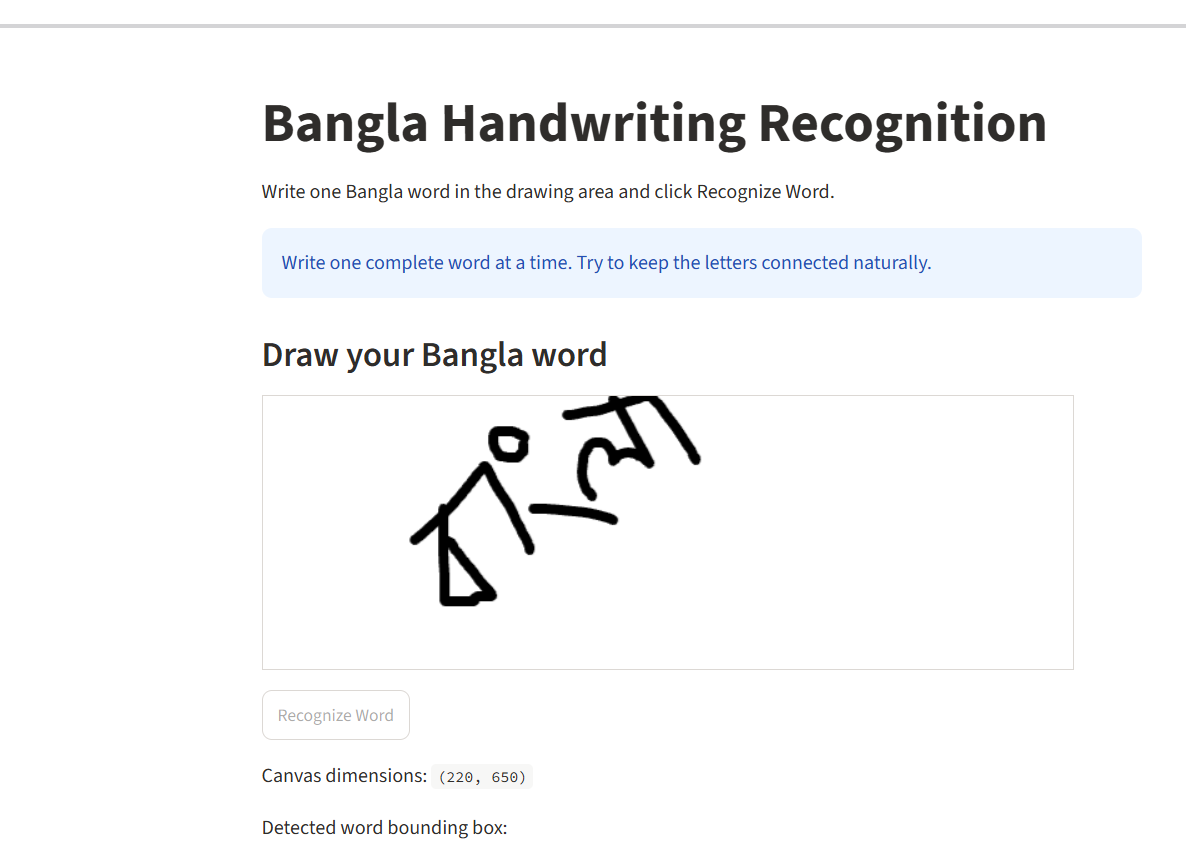 Bangla Handwriting Recognition
Write one Bangla word in the drawing area and click Recognize Word.
Write one complete word at a time. Try to keep the letters connected naturally.
Draw your Bangla word
বাংলা
Recognize Word
Canvas dimensions: (220, 650)
Detected word bounding box: